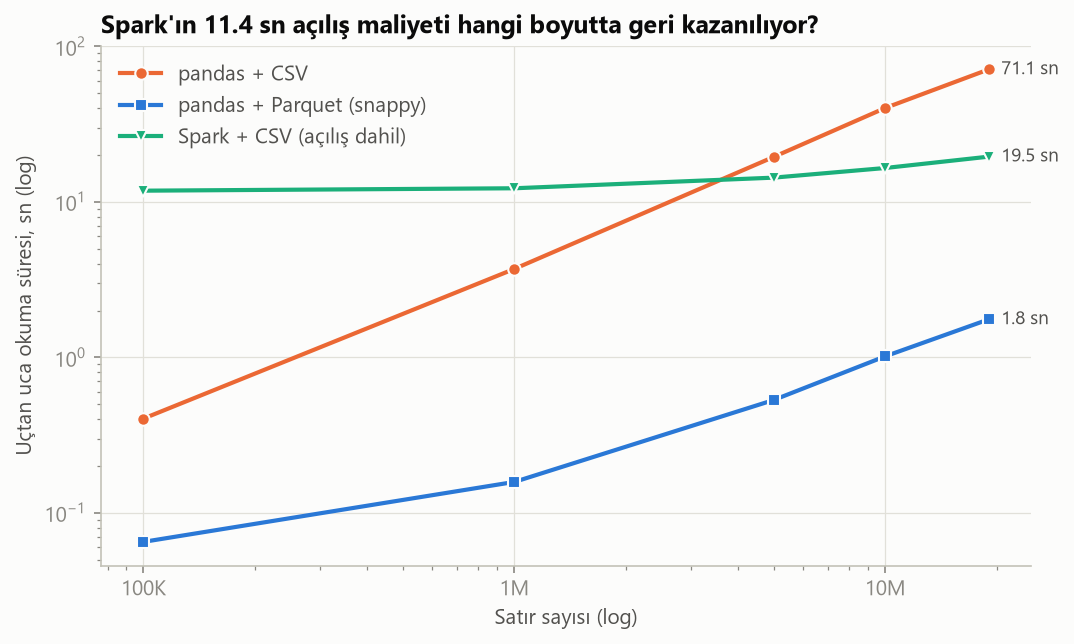 Spark'ın 11.4 sn açılış maliyeti hangi boyutta geri kazanılıyor?
pandas + CSV
pandas + Parquet (snappy)
Spark + CSV (açılış dahil)
71.1 sn
19.5 sn
1.8 sn
Uçtan uca okuma süresi, sn (log)
10²
10¹
10⁰
10⁻¹
100K
1M
10M
Satır sayısı (log)